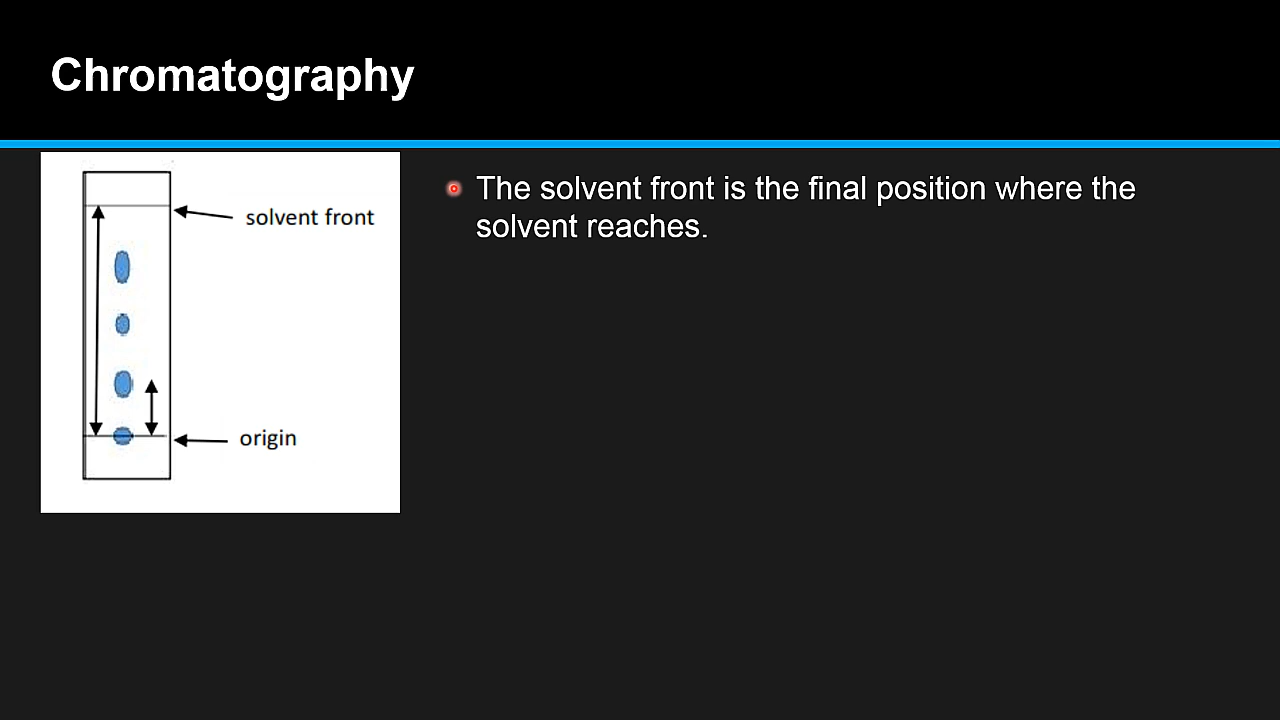 Chromatography
solvent front
origin
The solvent front is the final position where the
solvent reaches.